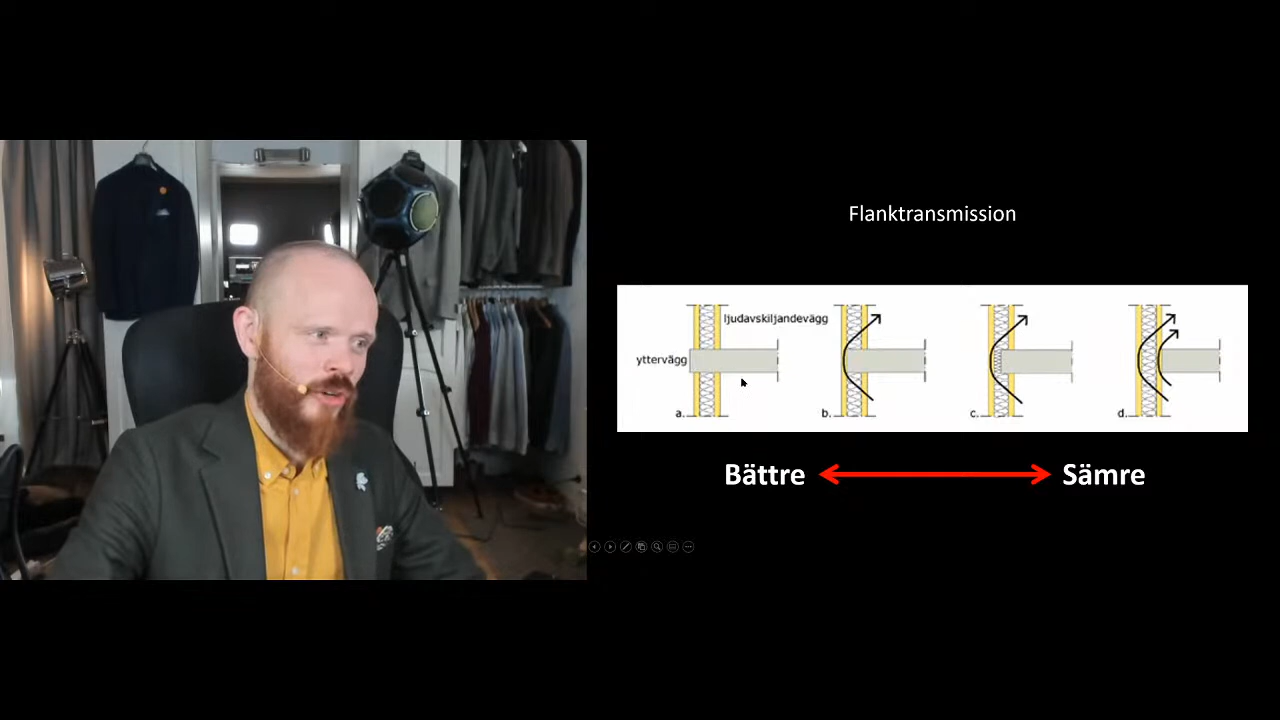 Flanktransmission
ljudavskiljandevägg
yttervägg
a.
b.
c.
d.
Bättre
Sämre